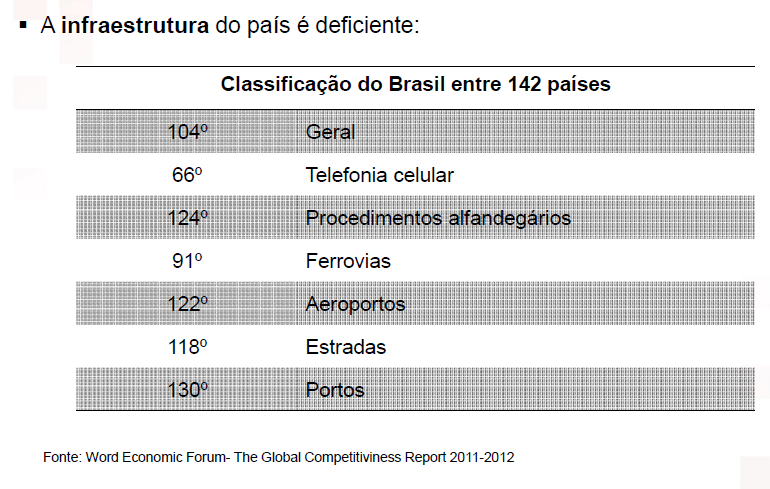 ▪ A infraestrutura do país é deficiente:
Classificação do Brasil entre 142 países
104º Geral
66º Telefonia celular
124º Procedimentos alfandegários
91º Ferrovias
122º Aeroportos
118º Estradas
130º Portos
Fonte: Word Economic Forum- The Global Competitiviness Report 2011-2012